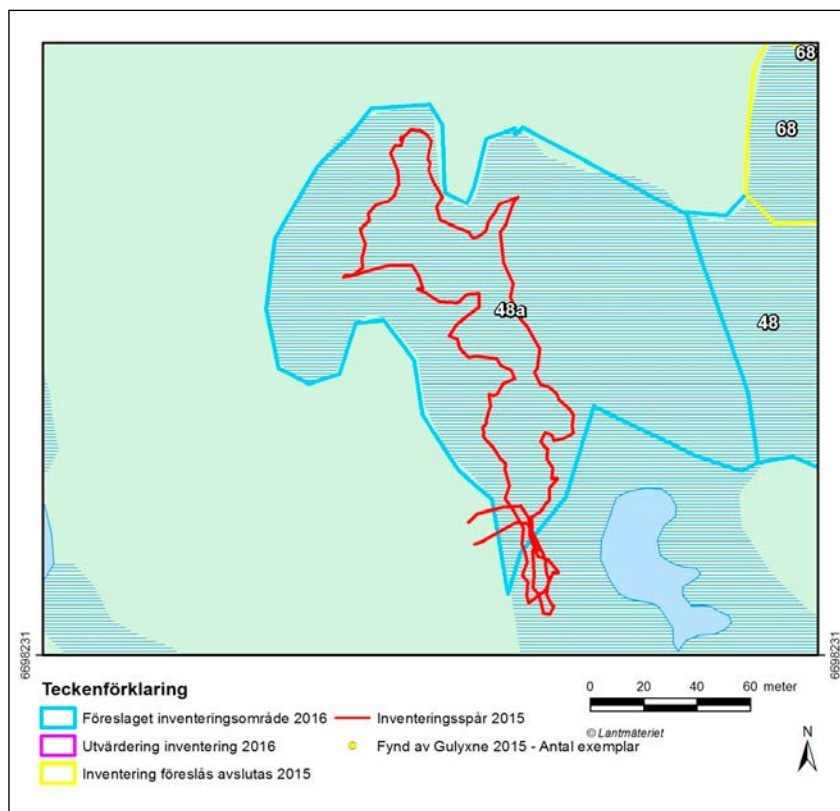 68
68
48a
48
6698231
6698231
Teckenförklaring
Föreslaget inventeringsområde 2016
Utvärdering inventering 2016
Inventering föreslås avslutas 2015
Inventeringsspår 2015
Fynd av Gulyxne 2015 - Antal exemplar
0 20 40 60 meter
© Lantmäteriet
N